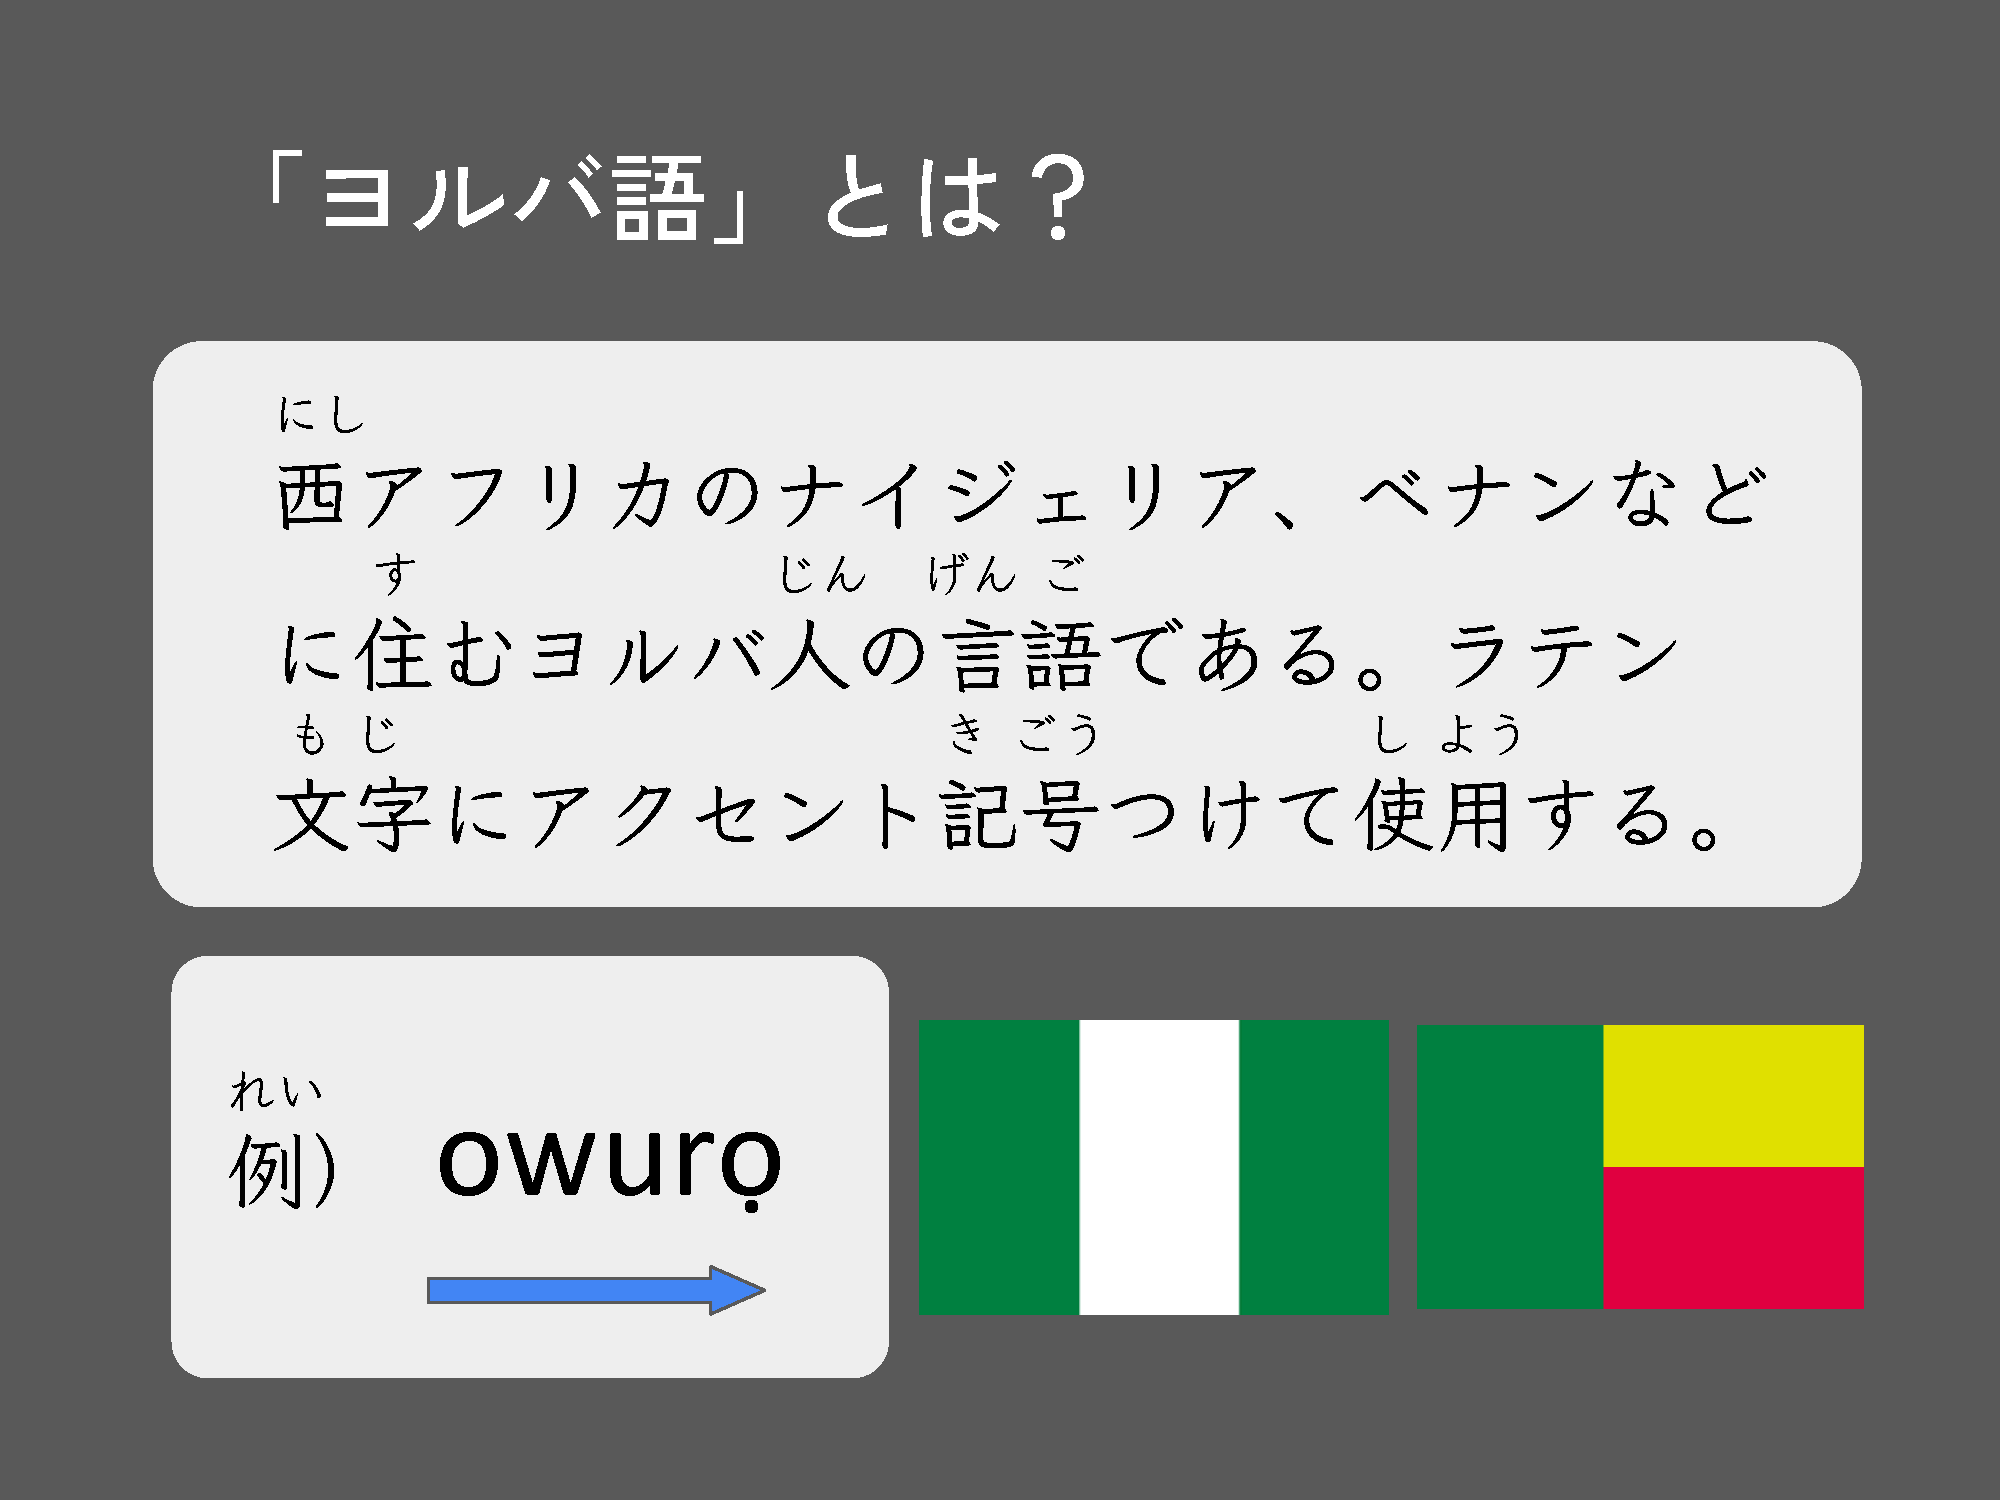 「ヨルバ語」とは？
にし
西アフリカのナイジェリア、ベナンなど
す じん げん ご
に住むヨルバ人の言語である。ラテン
も じ き ごう し よう
文字にアクセント記号つけて使用する。
れい
例） owurọ